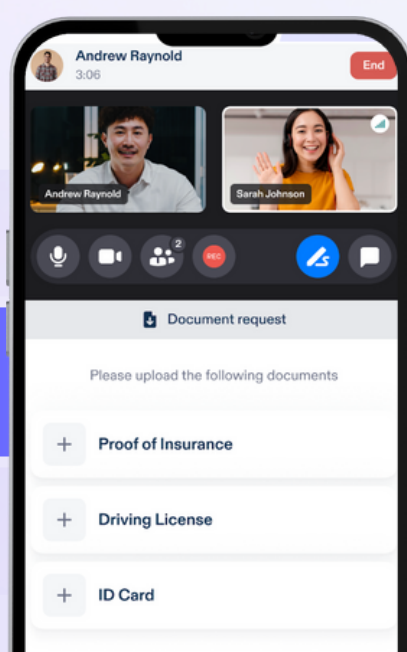 Andrew Raynold
3:06
End
Andrew Raynold
Sarah Johnson
2
REC
Document request
Please upload the following documents
Proof of Insurance
Driving License
ID Card